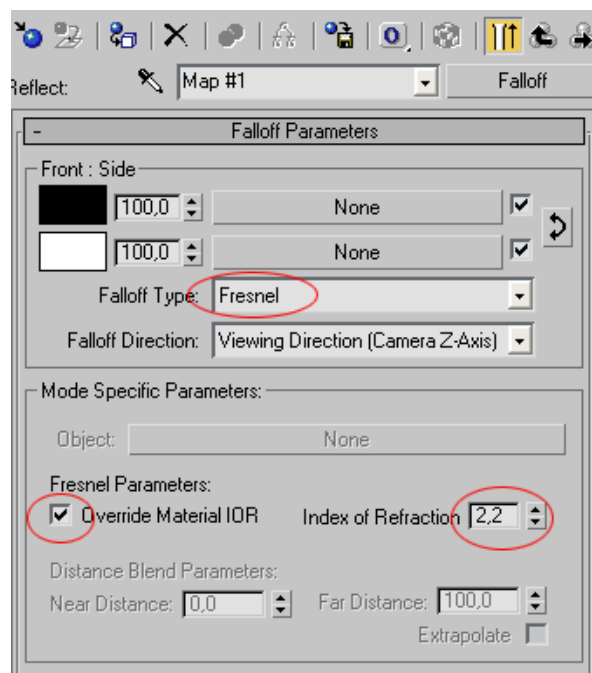 Reflect: Map #1 Falloff
- Falloff Parameters
Front : Side
100,0 None
100,0 None
Falloff Type: Fresnel
Falloff Direction: Viewing Direction (Camera Z-Axis)
Mode Specific Parameters:
Object: None
Fresnel Parameters:
Override Material IOR Index of Refraction 2,2
Distance Blend Parameters:
Near Distance: 0,0 Far Distance: 100,0
Extrapolate